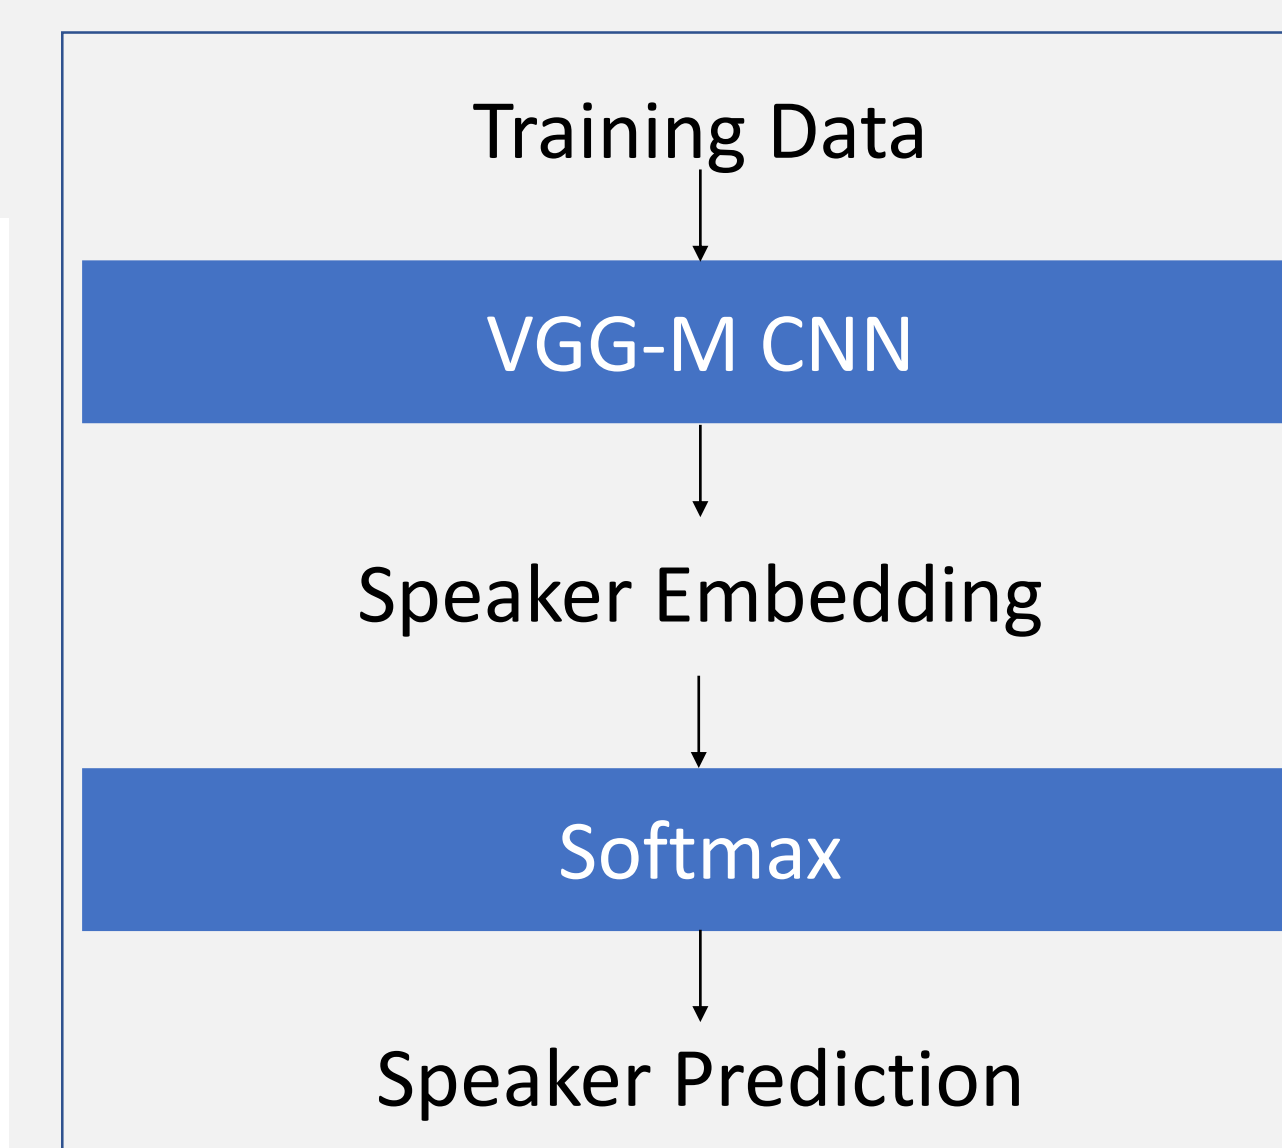 Training Data
VGG-M CNN
Speaker Embedding
Softmax
Speaker Prediction